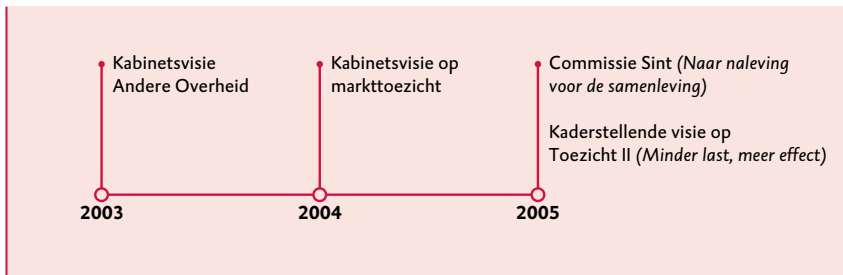 Kabinetsvisie
Andere Overheid
Kabinetsvisie op
markttoezicht
Commissie Sint (Naar naleving
voor de samenleving)
Kaderstellende visie op
Toezicht II (Minder last, meer effect)
2003
2004
2005